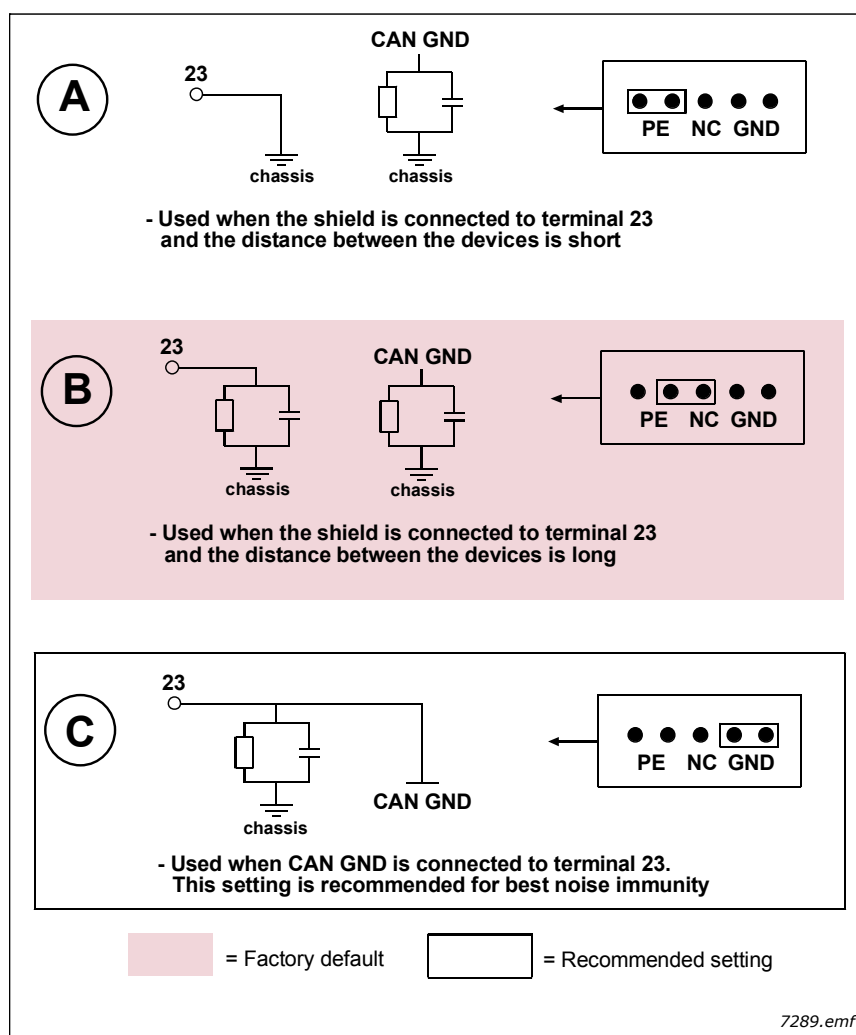 A
23
chassis
CAN GND
chassis
PE NC GND
- Used when the shield is connected to terminal 23
and the distance between the devices is short
B
23
chassis
CAN GND
chassis
PE NC GND
- Used when the shield is connected to terminal 23
and the distance between the devices is long
C
23
chassis
CAN GND
PE NC GND
- Used when CAN GND is connected to terminal 23.
This setting is recommended for best noise immunity
= Factory default
= Recommended setting
7289.emf